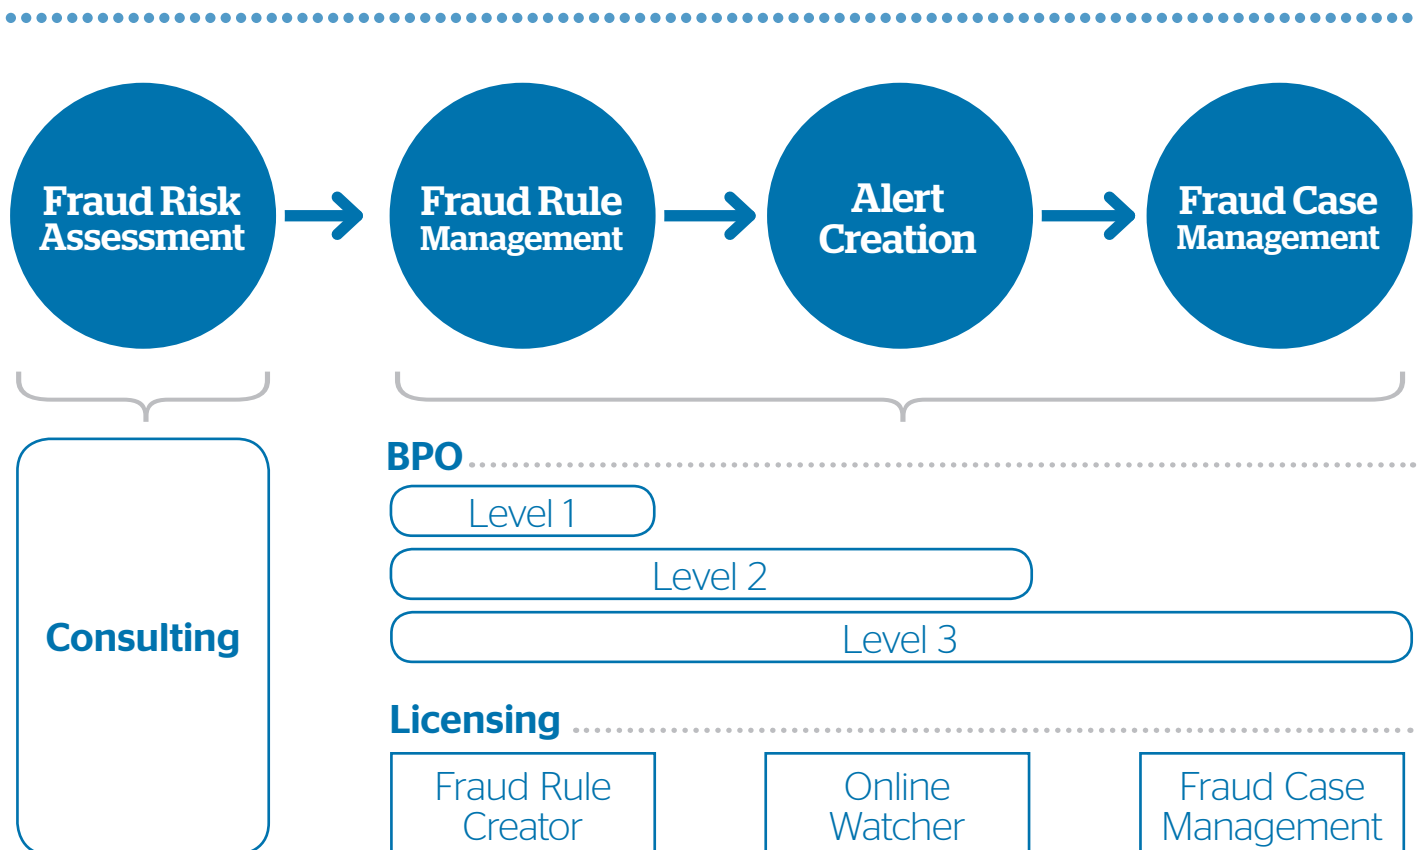 Fraud Risk
Assessment
Fraud Rule
Management
Alert
Creation
Fraud Case
Management
Consulting
BPO
Level 1
Level 2
Level 3
Licensing
Fraud Rule
Creator
Online
Watcher
Fraud Case
Management